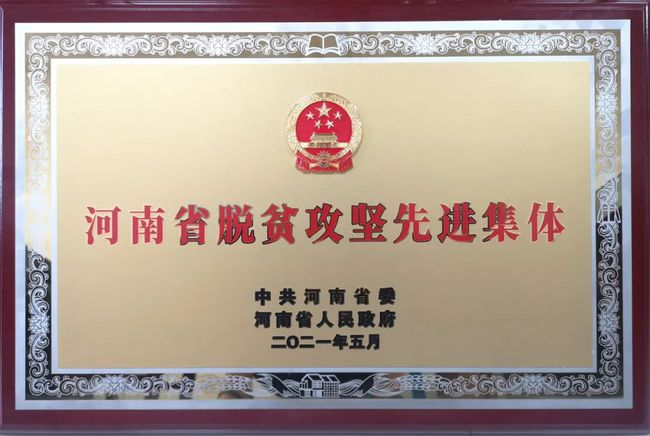 河南省脱贫攻坚先进集体
中共河南省委
河南省人民政府
二〇二一年五月